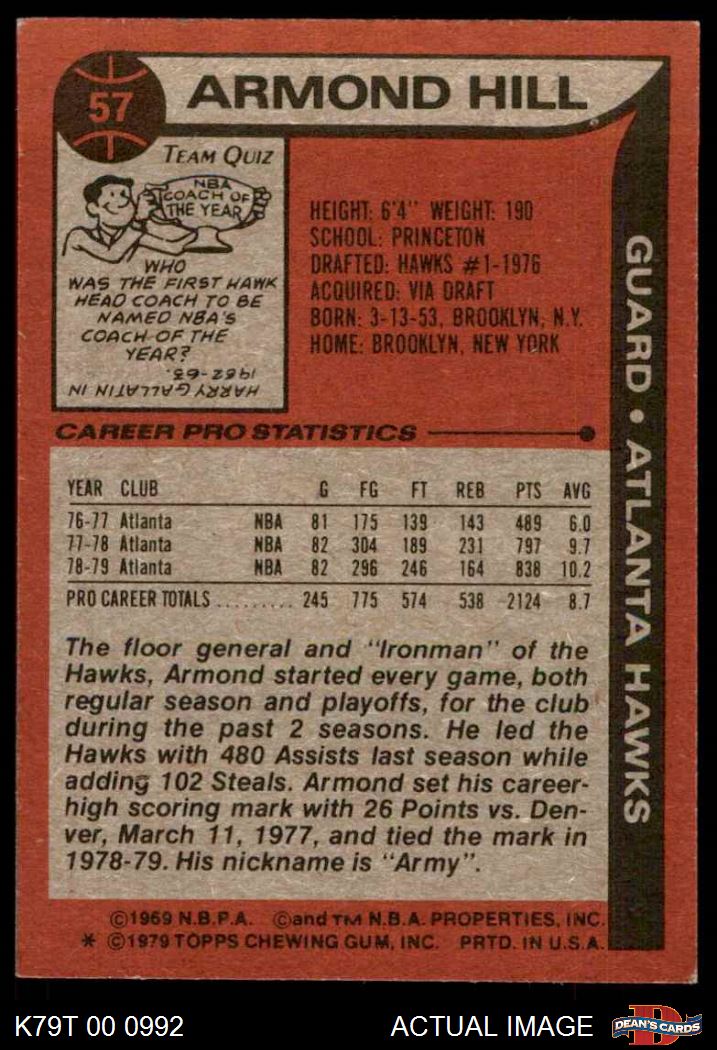 57
ARMOND HILL
TEAM QUIZ
NBA
COACH OF
THE YEAR
WHO
WAS THE FIRST HAWK
HEAD COACH TO BE
NAMED NBA'S
COACH OF THE
YEAR?
HARRY GALLATIN IN
1962-63.
HEIGHT: 6'4" WEIGHT: 190
SCHOOL: PRINCETON
DRAFTED: HAWKS #1-1976
ACQUIRED: VIA DRAFT
BORN: 3-13-53, BROOKLYN, N.Y.
HOME: BROOKLYN, NEW YORK
GUARD • ATLANTA HAWKS
CAREER PRO STATISTICS
YEAR CLUB G FG FT REB PTS AVG
76-77 Atlanta NBA 81 175 139 143 489 6.0
77-78 Atlanta NBA 82 304 189 231 797 9.7
78-79 Atlanta NBA 82 296 246 164 838 10.2
PRO CAREER TOTALS ......... 245 775 574 538 2124 8.7
The floor general and "Ironman" of the
Hawks, Armond started every game, both
regular season and playoffs, for the club
during the past 2 seasons. He led the
Hawks with 480 Assists last season while
adding 102 Steals. Armond set his career-
high scoring mark with 26 Points vs. Den-
ver, March 11, 1977, and tied the mark in
1978-79. His nickname is "Army".
©1969 N.B.P.A. ©and TM N.B.A. PROPERTIES, INC.
* ©1979 TOPPS CHEWING GUM, INC. PRTD. IN U.S.A.
K79T 00 0992
ACTUAL IMAGE
DEAN'S CARDS